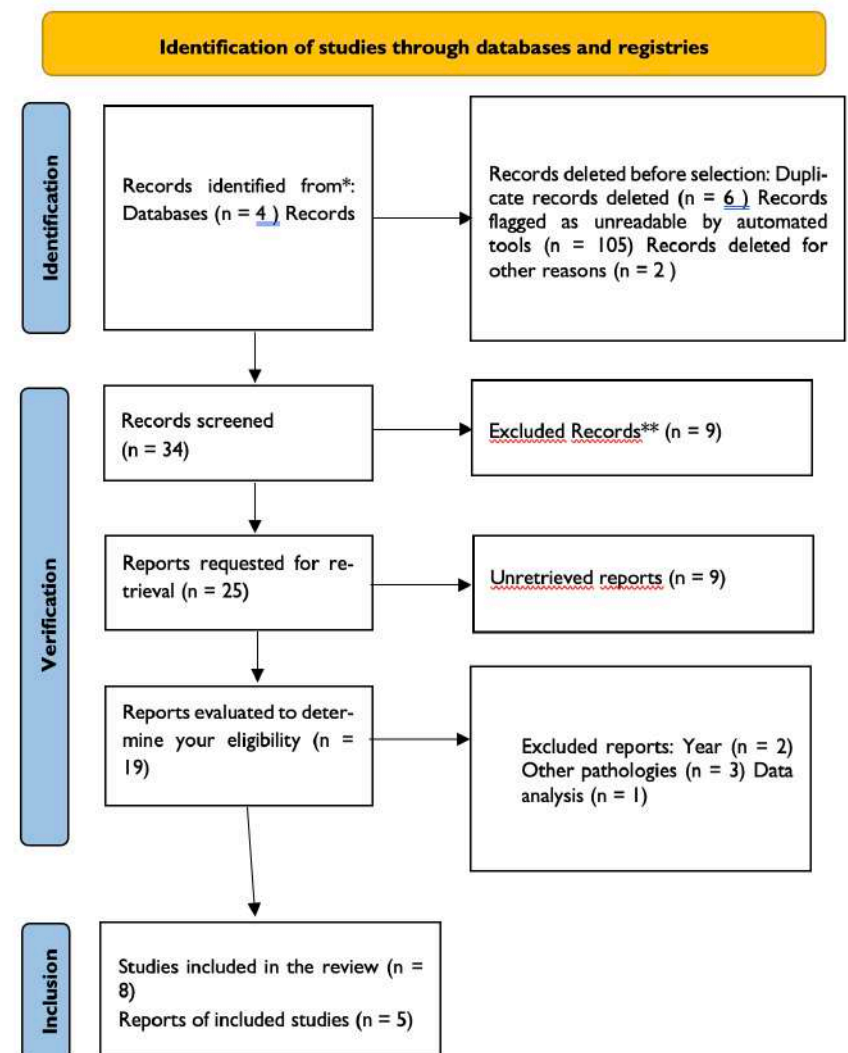 Identification of studies through databases and registries
Identification
Records identified from*:
Databases (n = 4 ) Records
Records deleted before selection: Dupli-
cate records deleted (n = 6 ) Records
flagged as unreadable by automated
tools (n = 105) Records deleted for
other reasons (n = 2 )
Verification
Records screened
(n = 34)
Excluded Records** (n = 9)
Reports requested for re-
trieval (n = 25)
Unretrieved reports (n = 9)
Reports evaluated to deter-
mine your eligibility (n =
19)
Excluded reports: Year (n = 2)
Other pathologies (n = 3) Data
analysis (n = 1)
Inclusion
Studies included in the review (n =
8)
Reports of included studies (n = 5)